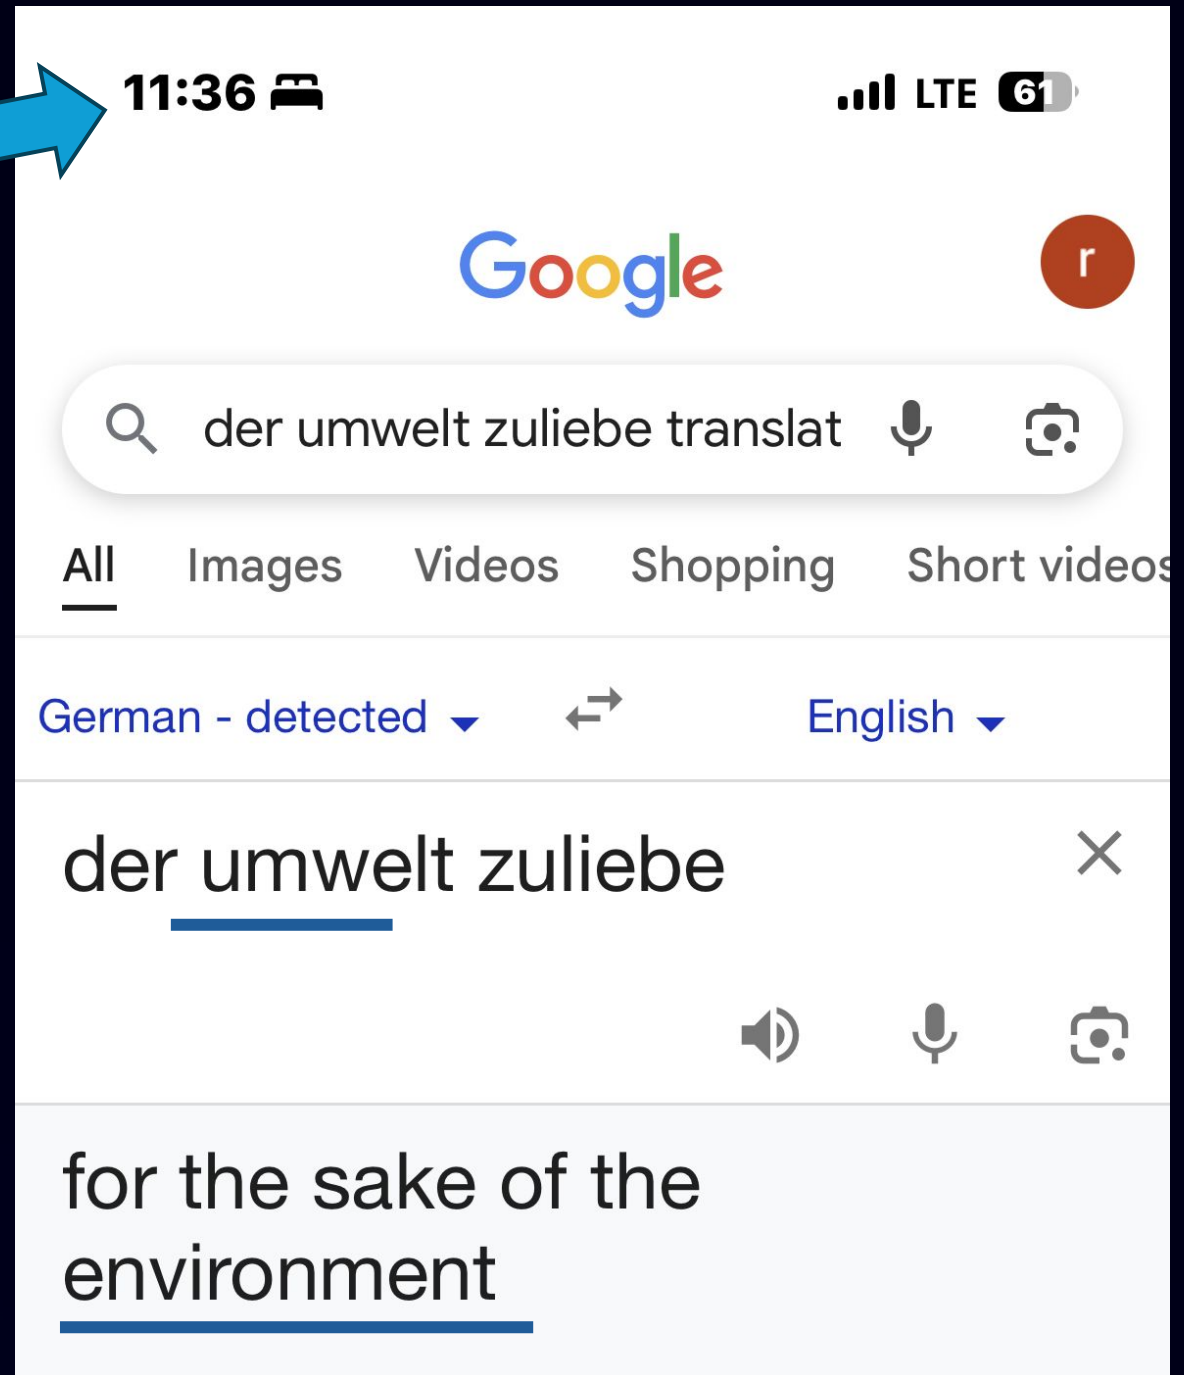 11:36 LTE 61
Google r
der umwelt zuliebe translat
All Images Videos Shopping Short videos
German - detected English
der umwelt zuliebe
for the sake of the
environment